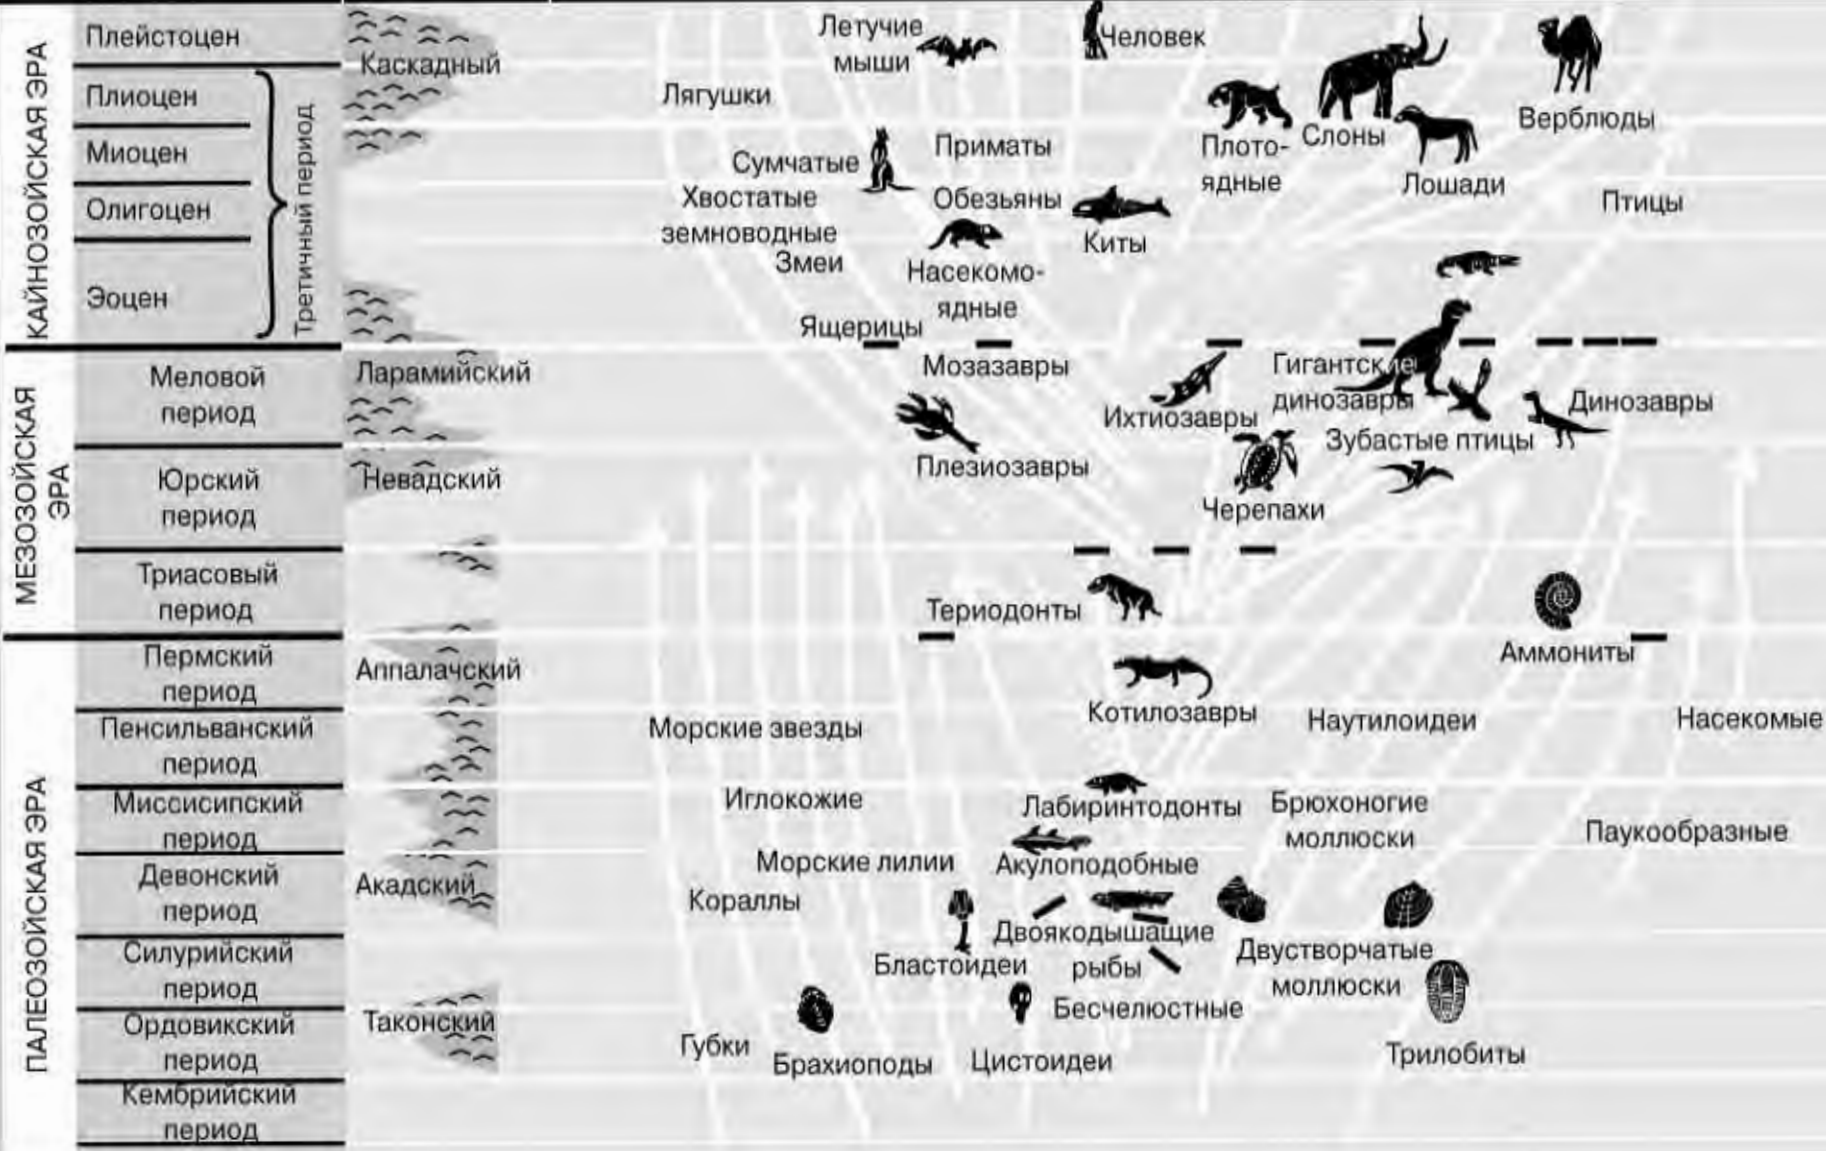 КАЙНОЗОЙСКАЯ ЭРА
Плейстоцен
Плиоцен
Миоцен
Олигоцен
Эоцен
Третичный период
Каскадный
Летучие
мыши
Человек
Лягушки
Слоны
Верблюды
Плото-
ядные
Лошади
Птицы
Сумчатые
Приматы
Хвостатые
земноводные
Обезьяны
Киты
Змеи
Насекомо-
ядные
Ящерицы
МЕЗОЗОЙСКАЯ
ЭРА
Меловой
период
Юрский
период
Триасовый
период
Ларамийский
Невадский
Мозазавры
Ихтиозавры
Гигантские
динозавры
Динозавры
Зубастые птицы
Плезиозавры
Черепахи
Териодонты
Аммониты
ПАЛЕОЗОЙСКАЯ ЭРА
Пермский
период
Пенсильванский
период
Миссисипский
период
Девонский
период
Силурийский
период
Ордовикский
период
Кембрийский
период
Аппалачский
Акадский
Таконский
Котилозавры
Морские звезды
Наутилоидеи
Насекомые
Иглокожие
Лабиринтодонты
Брюхоногие
моллюски
Паукообразные
Морские лилии
Акулоподобные
Кораллы
Двоякодышащие
рыбы
Двустворчатые
моллюски
Бластоидеи
Бесчелюстные
Губки
Брахиоподы
Цистоидеи
Трилобиты